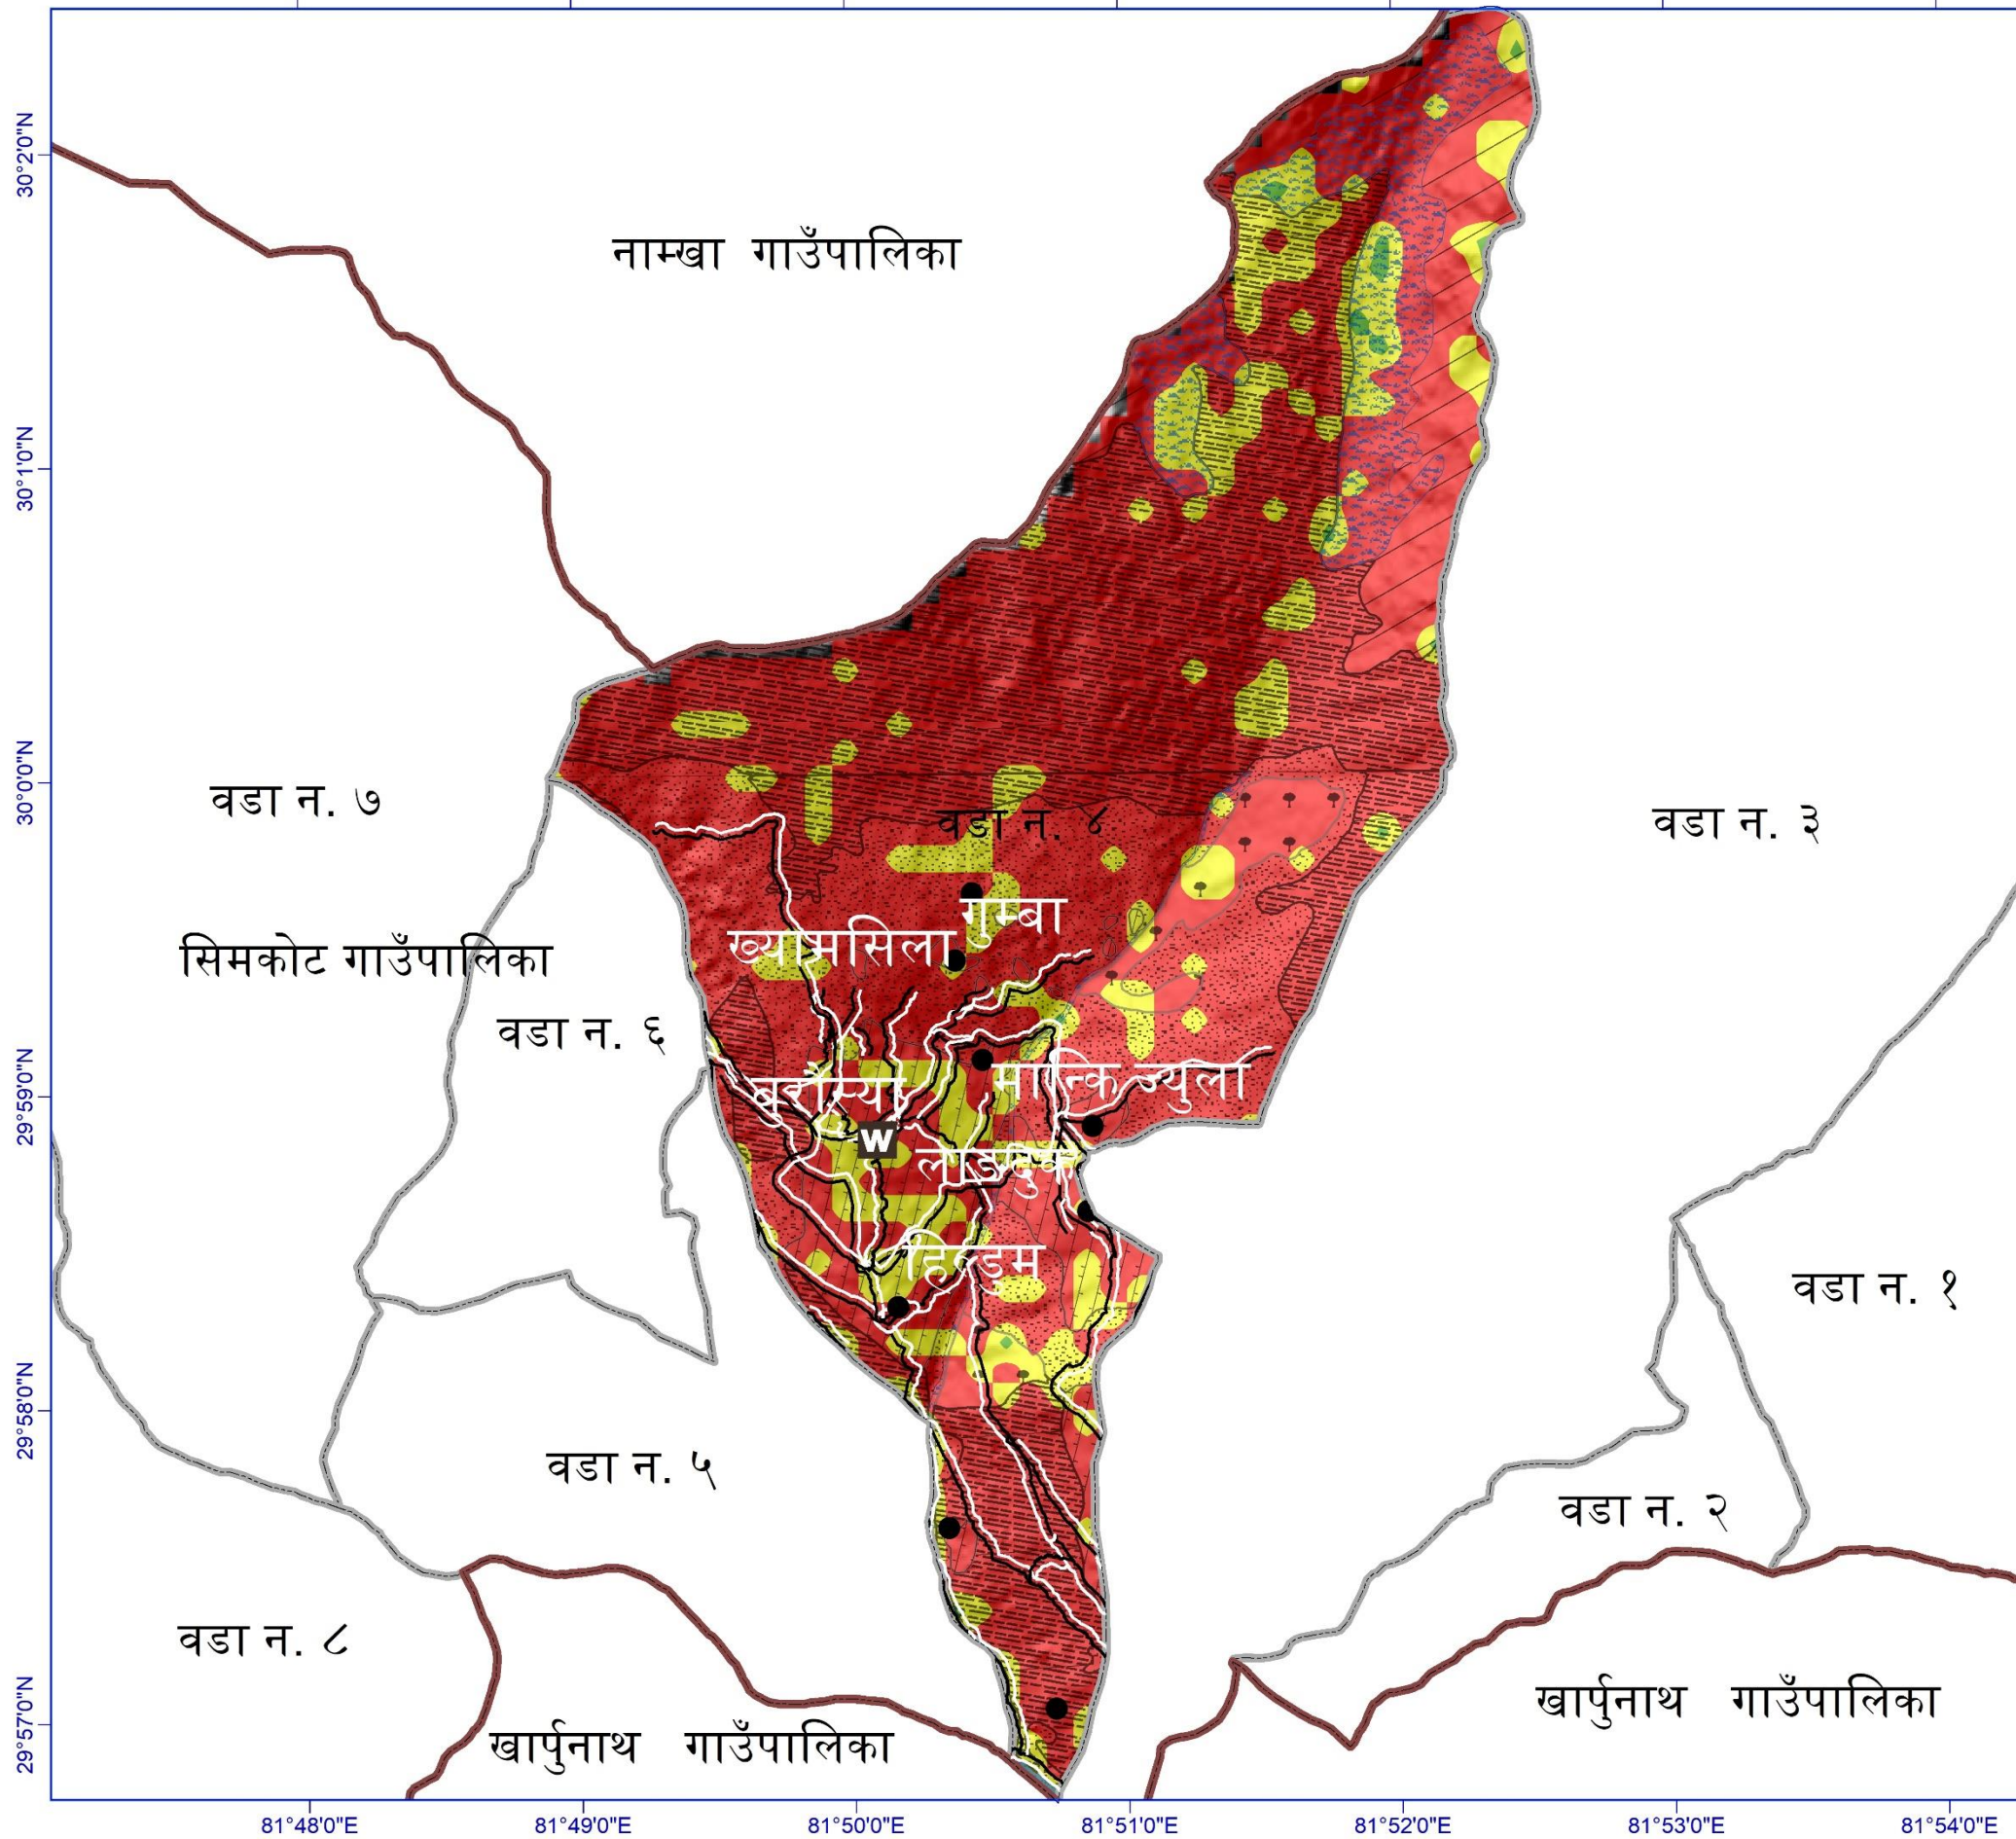 नाम्खा गाउँपालिका
30°2'0"N
30°1'0"N
30°0'0"N
29°59'0"N
29°58'0"N
29°57'0"N
वडा न. ७
वडा न. ४
वडा न. ३
गुम्बा
ख्यामसिला
सिमकोट गाउँपालिका
वडा न. ६
मान्कि ज्युला
बरौस्या
W
हिल्डुम
वडा न. १
वडा न. ५
वडा न. २
वडा न. ८
खार्पुनाथ गाउँपालिका
खार्पुनाथ गाउँपालिका
81°48'0"E 81°49'0"E 81°50'0"E 81°51'0"E 81°52'0"E 81°53'0"E 81°54'0"E